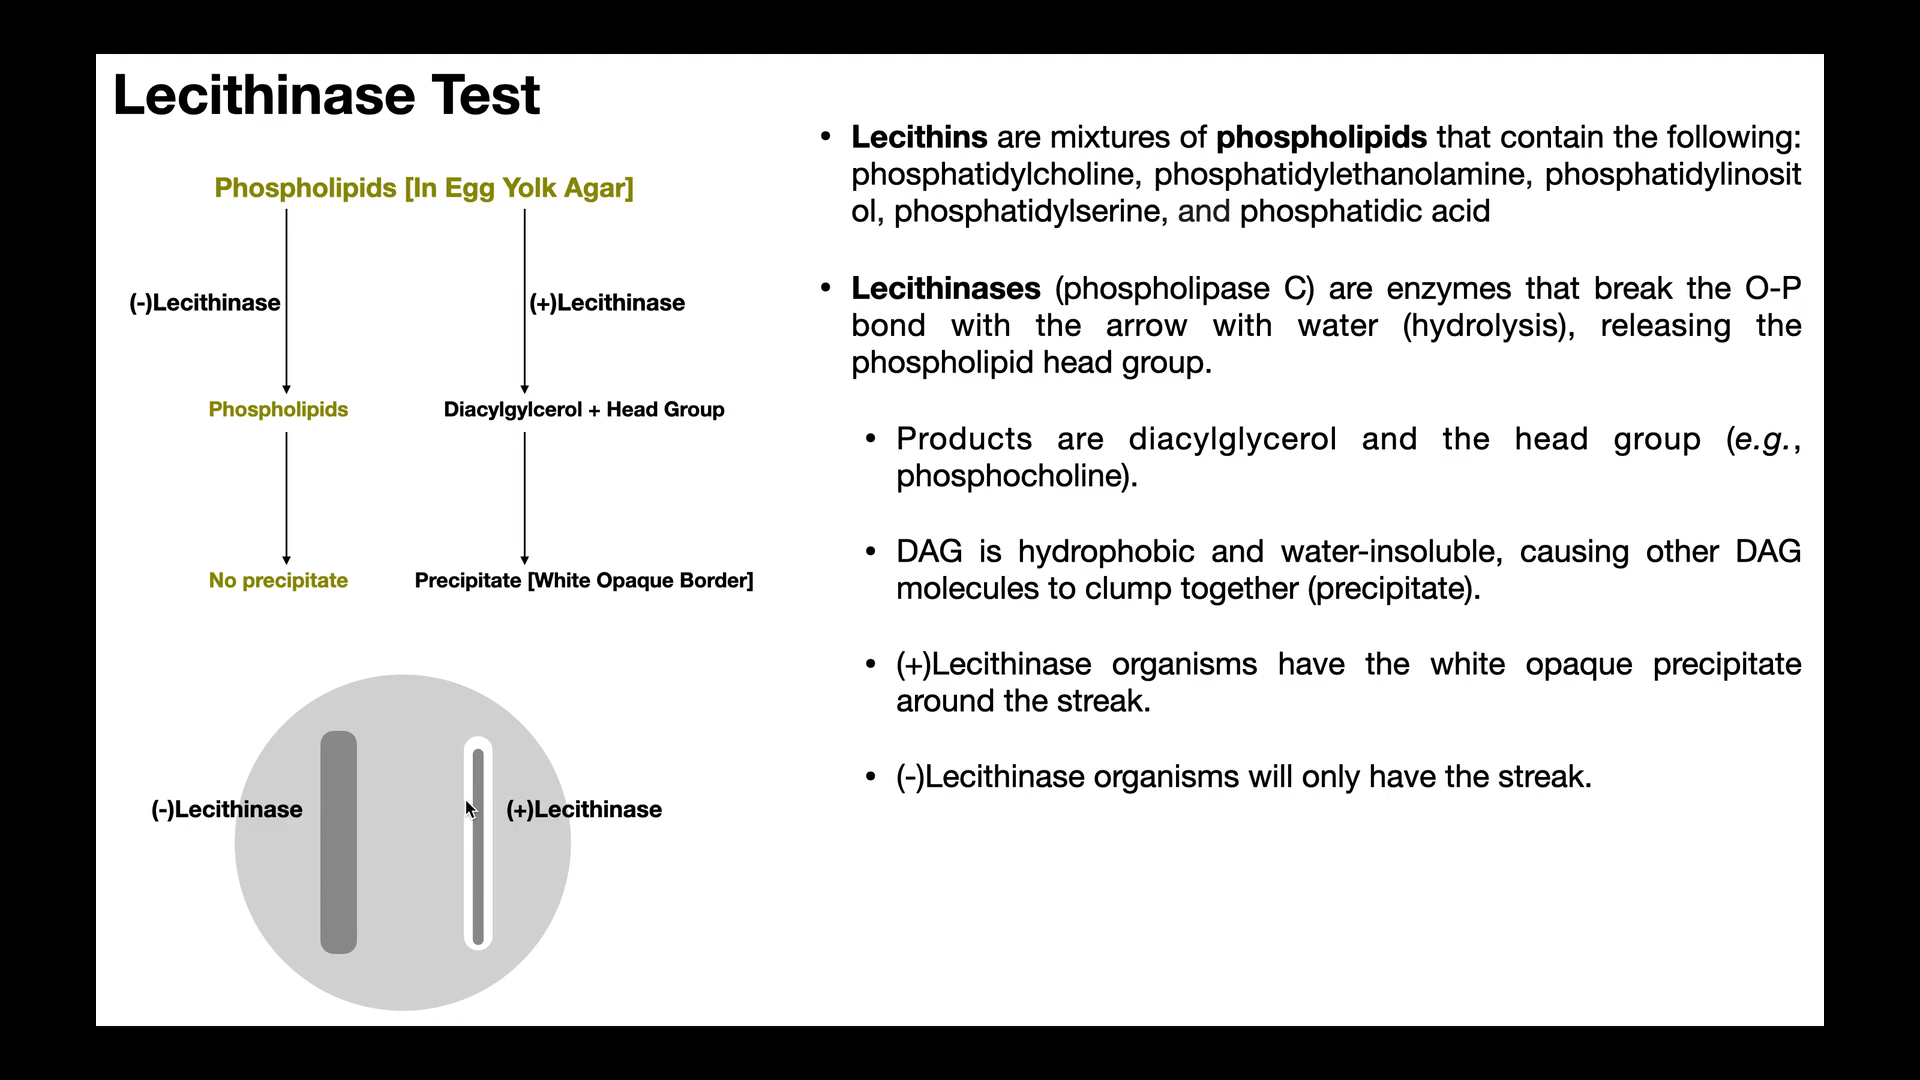 Lecithinase Test
Phospholipids [In Egg Yolk Agar]
(-)Lecithinase
(+)Lecithinase
Phospholipids
Diacylgylcerol + Head Group
No precipitate
Precipitate [White Opaque Border]
(-)Lecithinase
(+)Lecithinase
• Lecithins are mixtures of phospholipids that contain the following:
phosphatidylcholine, phosphatidylethanolamine, phosphatidylinosit
ol, phosphatidylserine, and phosphatidic acid
• Lecithinases (phospholipase C) are enzymes that break the O-P
bond with the arrow with water (hydrolysis), releasing the
phospholipid head group.
• Products are diacylglycerol and the head group (e.g.,
phosphocholine).
• DAG is hydrophobic and water-insoluble, causing other DAG
molecules to clump together (precipitate).
• (+)Lecithinase organisms have the white opaque precipitate
around the streak.
• (-)Lecithinase organisms will only have the streak.